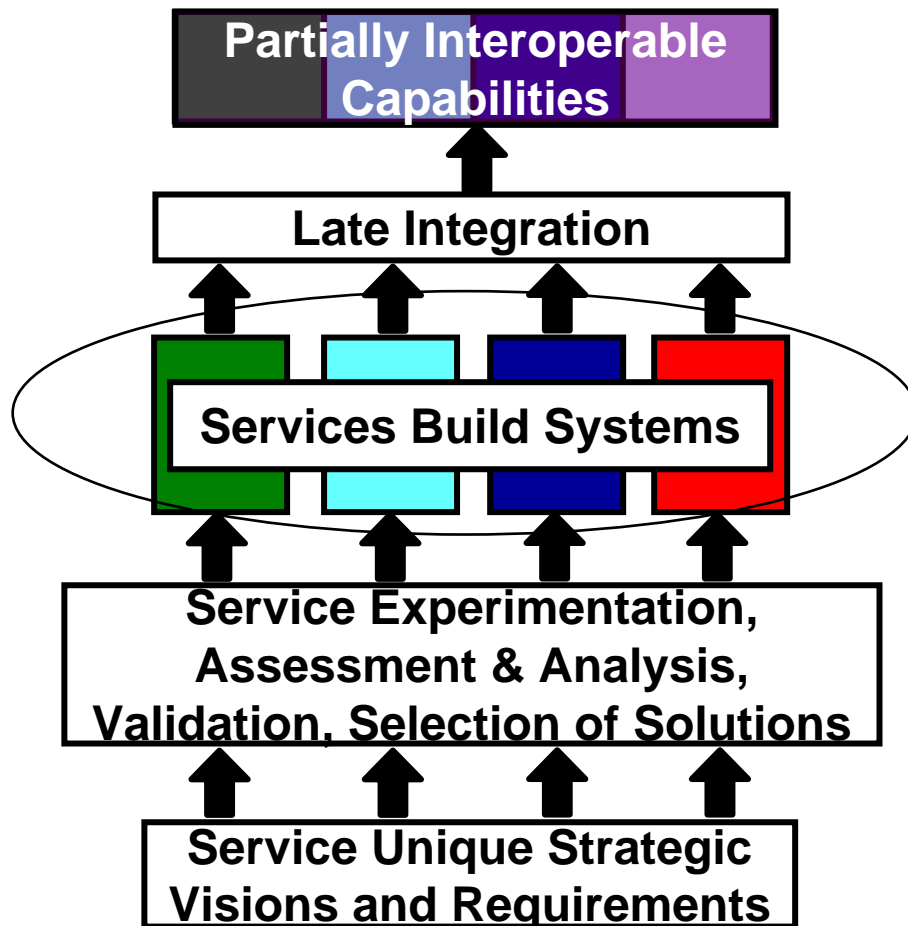 Partially Interoperable
Capabilities
Late Integration
Services Build Systems
Service Experimentation,
Assessment & Analysis,
Validation, Selection of Solutions
Service Unique Strategic
Visions and Requirements